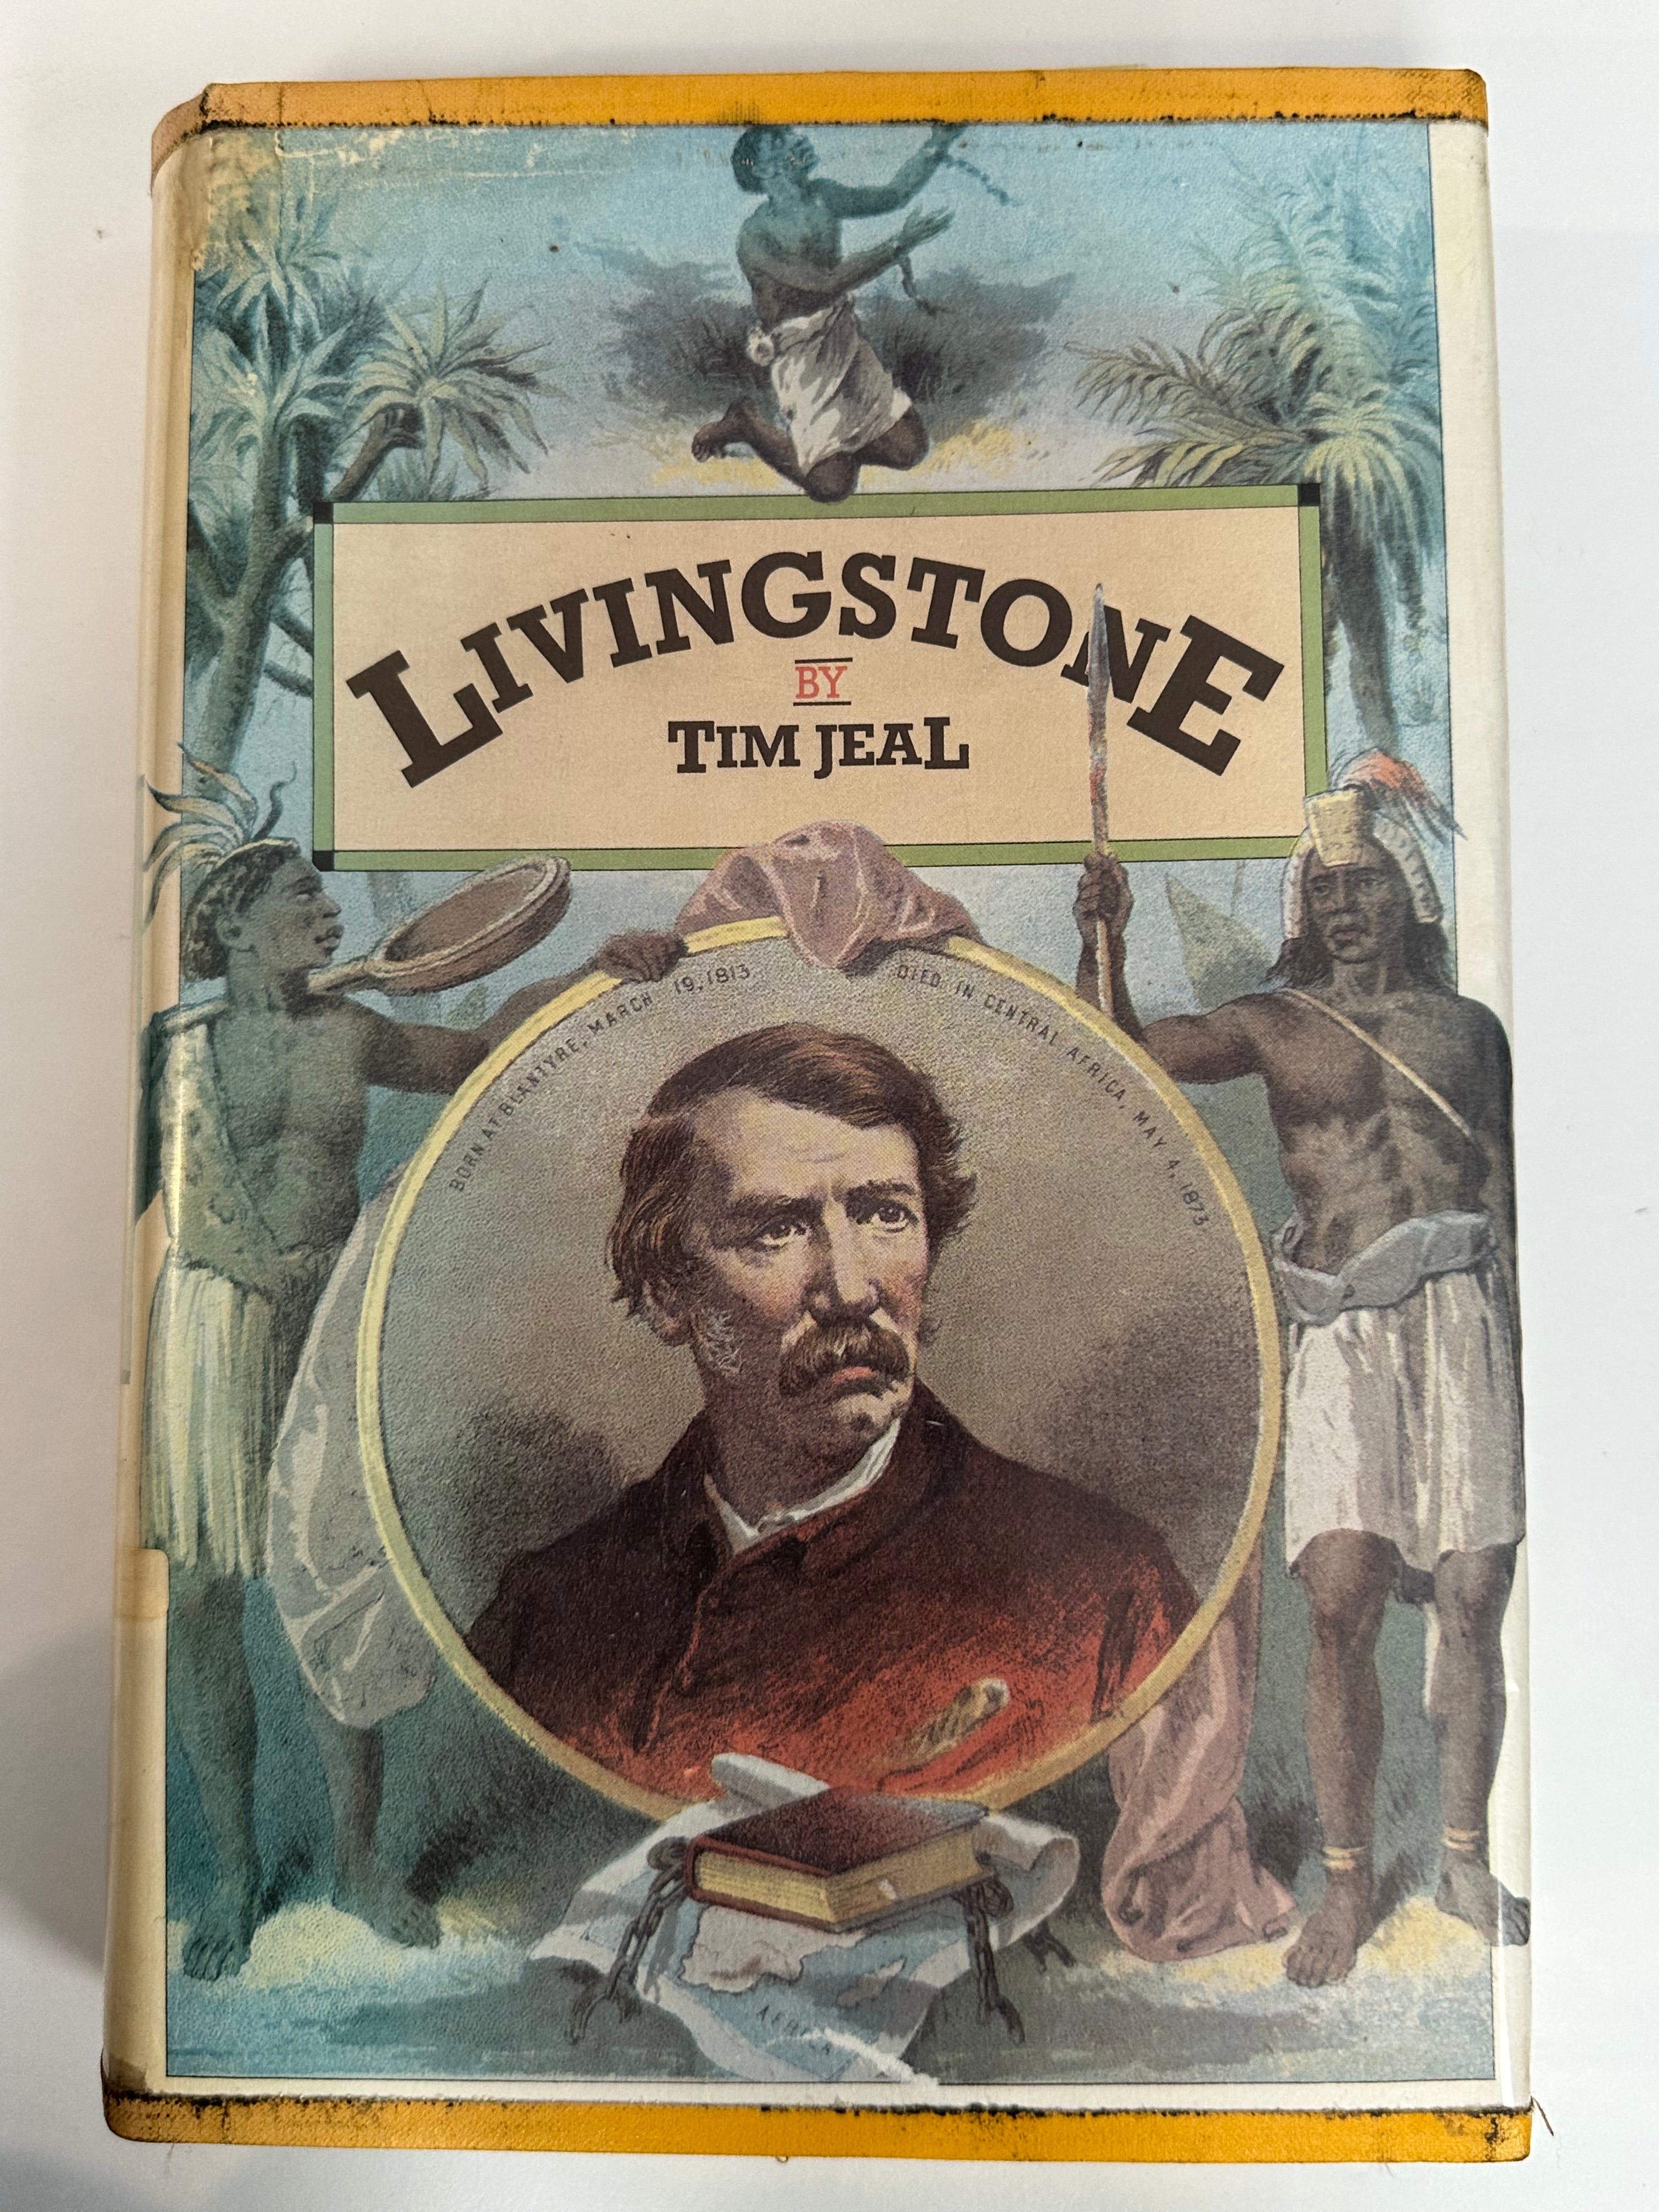 LIVINGSTONE
BY
TIM JEAL
BORN AT BLANTYRE, MARCH 19, 1813
DIED IN CENTRAL AFRICA, MAY 4, 1873
AFRICA